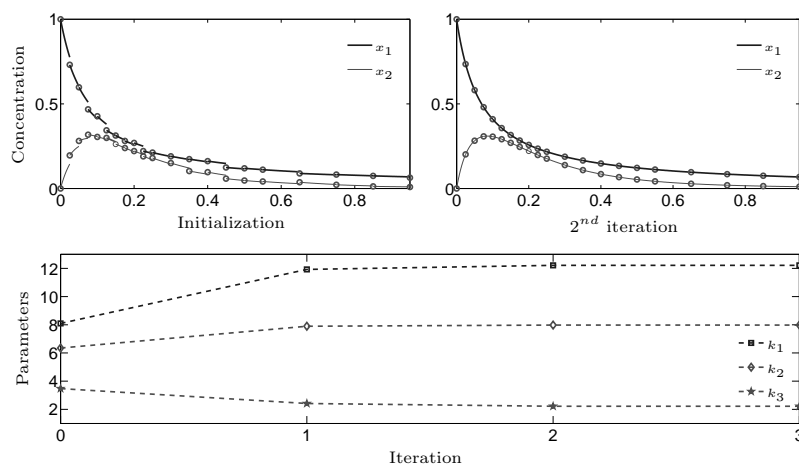 1
x1
x2
0.5
0
0 0.2 0.4 0.6 0.8
Concentration
Initialization
1
x1
x2
0.5
0
0 0.2 0.4 0.6 0.8
2nd iteration
12
10
8
6
4
2
0 1 2 3
Parameters
k1
k2
k3
Iteration